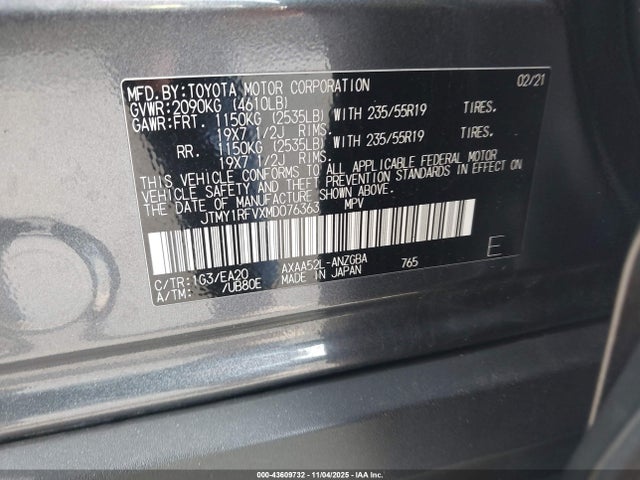 MFD. BY: TOYOTA MOTOR CORPORATION 02/21
GVWR: 2090KG (4610LB)
GAWR: FRT. 1150KG (2535LB) WITH 235/55R19 TIRES.
19X7 1/2J RIMS.
RR. 1150KG (2535LB) WITH 235/55R19 TIRES.
19X7 1/2J RIMS.
THIS VEHICLE CONFORMS TO ALL APPLICABLE FEDERAL MOTOR
VEHICLE SAFETY AND THEFT PREVENTION STANDARDS IN EFFECT ON
THE DATE OF MANUFACTURE SHOWN ABOVE.
JTMY1RFVXMD076363 MPV
C/TR: 1G3/EA20 AXAA52L-ANZGBA 765 E
A/TM: /UB80E MADE IN JAPAN
000-43609732 - 11/04/2025 - IAAI.COM